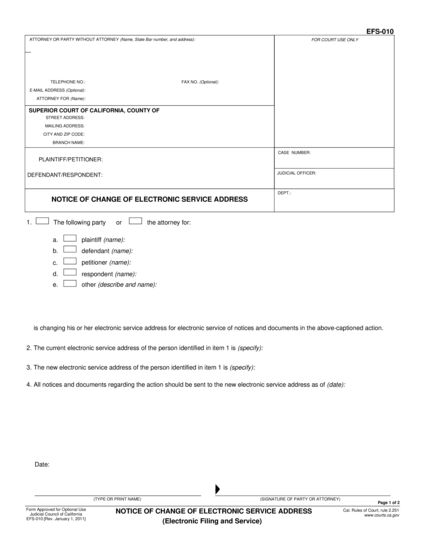 EFS-010
ATTORNEY OR PARTY WITHOUT ATTORNEY (Name, State Bar number, and address):
FOR COURT USE ONLY
TELEPHONE NO.:
FAX NO. (Optional):
E-MAIL ADDRESS (Optional):
ATTORNEY FOR (Name):
SUPERIOR COURT OF CALIFORNIA, COUNTY OF
STREET ADDRESS:
MAILING ADDRESS:
CITY AND ZIP CODE:
BRANCH NAME:
CASE NUMBER:
PLAINTIFF/PETITIONER:
JUDICIAL OFFICER:
DEFENDANT/RESPONDENT:
DEPT.:
NOTICE OF CHANGE OF ELECTRONIC SERVICE ADDRESS
1. The following party or the attorney for:
a. plaintiff (name):
b. defendant (name):
c. petitioner (name):
d. respondent (name):
e. other (describe and name):
is changing his or her electronic service address for electronic service of notices and documents in the above-captioned action.
2. The current electronic service address of the person identified in item 1 is (specify):
3. The new electronic service address of the person identified in item 1 is (specify):
4. All notices and documents regarding the action should be sent to the new electronic service address as of (date):
Date:
(TYPE OR PRINT NAME)
(SIGNATURE OF PARTY OR ATTORNEY)
Page 1 of 2
Form Approved for Optional Use
Judicial Council of California
EFS-010 [Rev. January 1, 2011]
NOTICE OF CHANGE OF ELECTRONIC SERVICE ADDRESS
(Electronic Filing and Service)
Cal. Rules of Court, rule 2.251
www.courts.ca.gov